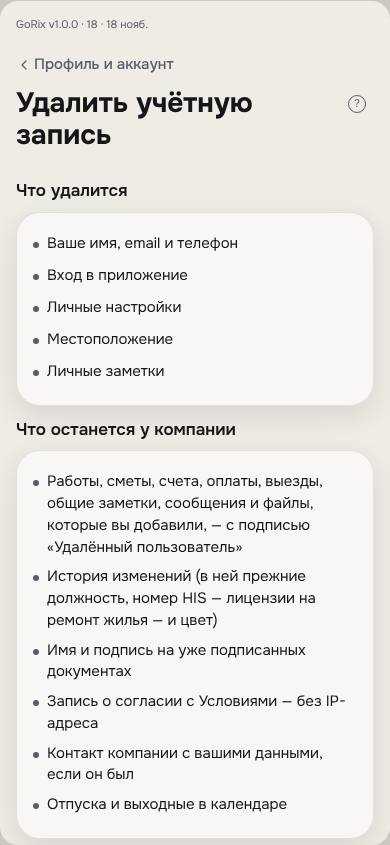 GoRix v1.0.0 · 18 · 18 нояб.
Профиль и аккаунт
Удалить учётную
запись
?
Что удалится
Ваше имя, email и телефон
Вход в приложение
Личные настройки
Местоположение
Личные заметки
Что останется у компании
Работы, сметы, счета, оплаты, выезды,
общие заметки, сообщения и файлы,
которые вы добавили, — с подписью
«Удалённый пользователь»
История изменений (в ней прежние
должность, номер HIS — лицензии на
ремонт жилья — и цвет)
Имя и подпись на уже подписанных
документах
Запись о согласии с Условиями — без IP-
адреса
Контакт компании с вашими данными,
если он был
Отпуска и выходные в календаре